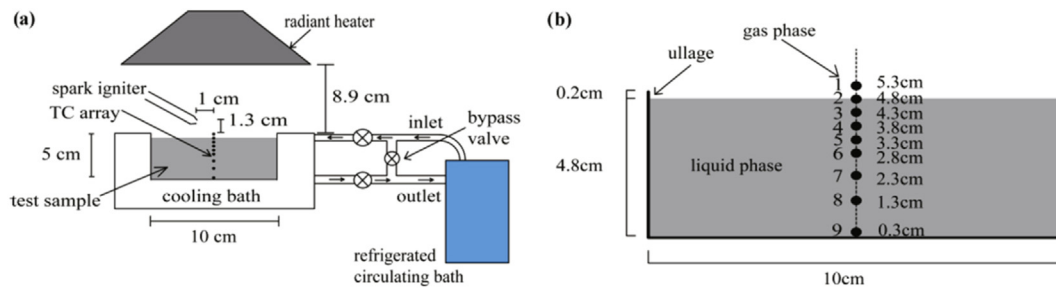 (a)
radiant heater
spark igniter
1 cm
TC array
1.3 cm
8.9 cm
5 cm
inlet
bypass
valve
outlet
test sample
cooling bath
10 cm
refrigerated
circulating bath
(b)
gas phase
ullage
0.2cm
4.8cm
liquid phase
1 5.3cm
2 4.8cm
3 4.3cm
4 3.8cm
5 3.3cm
6 2.8cm
7 2.3cm
8 1.3cm
9 0.3cm
10cm